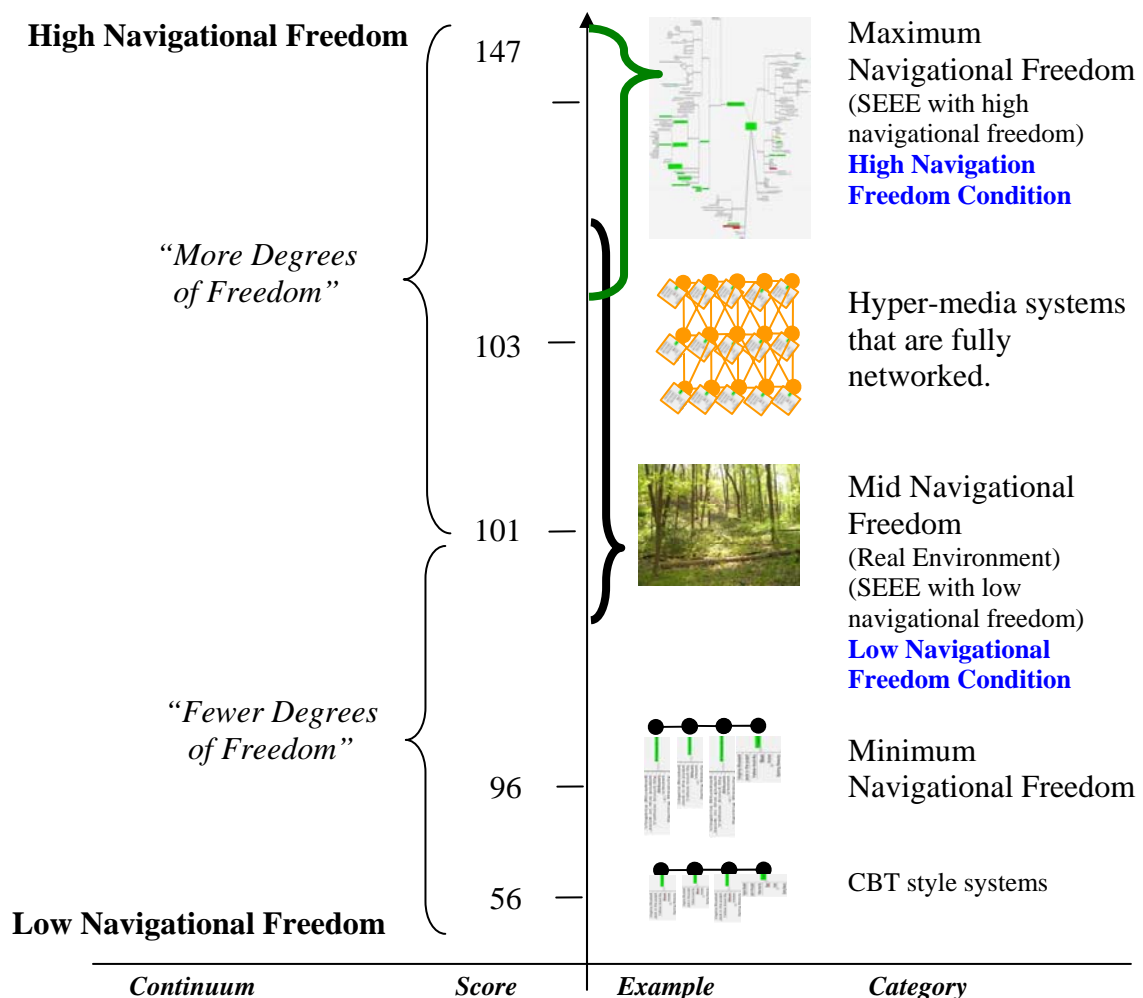 High Navigational Freedom
147
Maximum
Navigational Freedom
(SEEE with high
navigational freedom)
High Navigation
Freedom Condition
“More Degrees
of Freedom”
103
Hyper-media systems
that are fully
networked.
101
Mid Navigational
Freedom
(Real Environment)
(SEEE with low
navigational freedom)
Low Navigational
Freedom Condition
“Fewer Degrees
of Freedom”
96
Minimum
Navigational Freedom
56
CBT style systems
Low Navigational Freedom
Continuum
Score
Example
Category